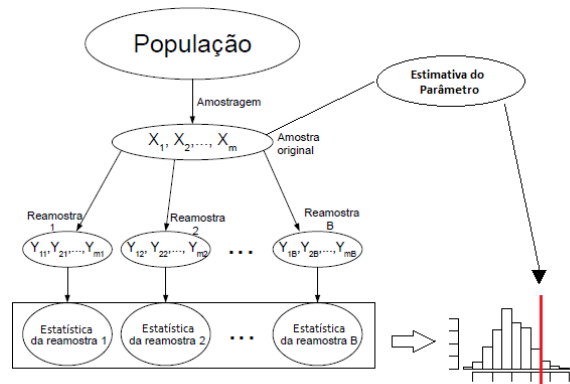 População
Amostragem
Estimativa do
Parâmetro
X1, X2,..., Xm
Amostra
original
Reamostra
1
Reamostra
2
Reamostra
B
Y11,Y21,...,Ym1
Y12, Y22,..., Ym2
...
Y1B, Y2B,..., YmB
Estatística
da reamostra 1
Estatística
da reamostra 2
...
Estatística
da reamostra B